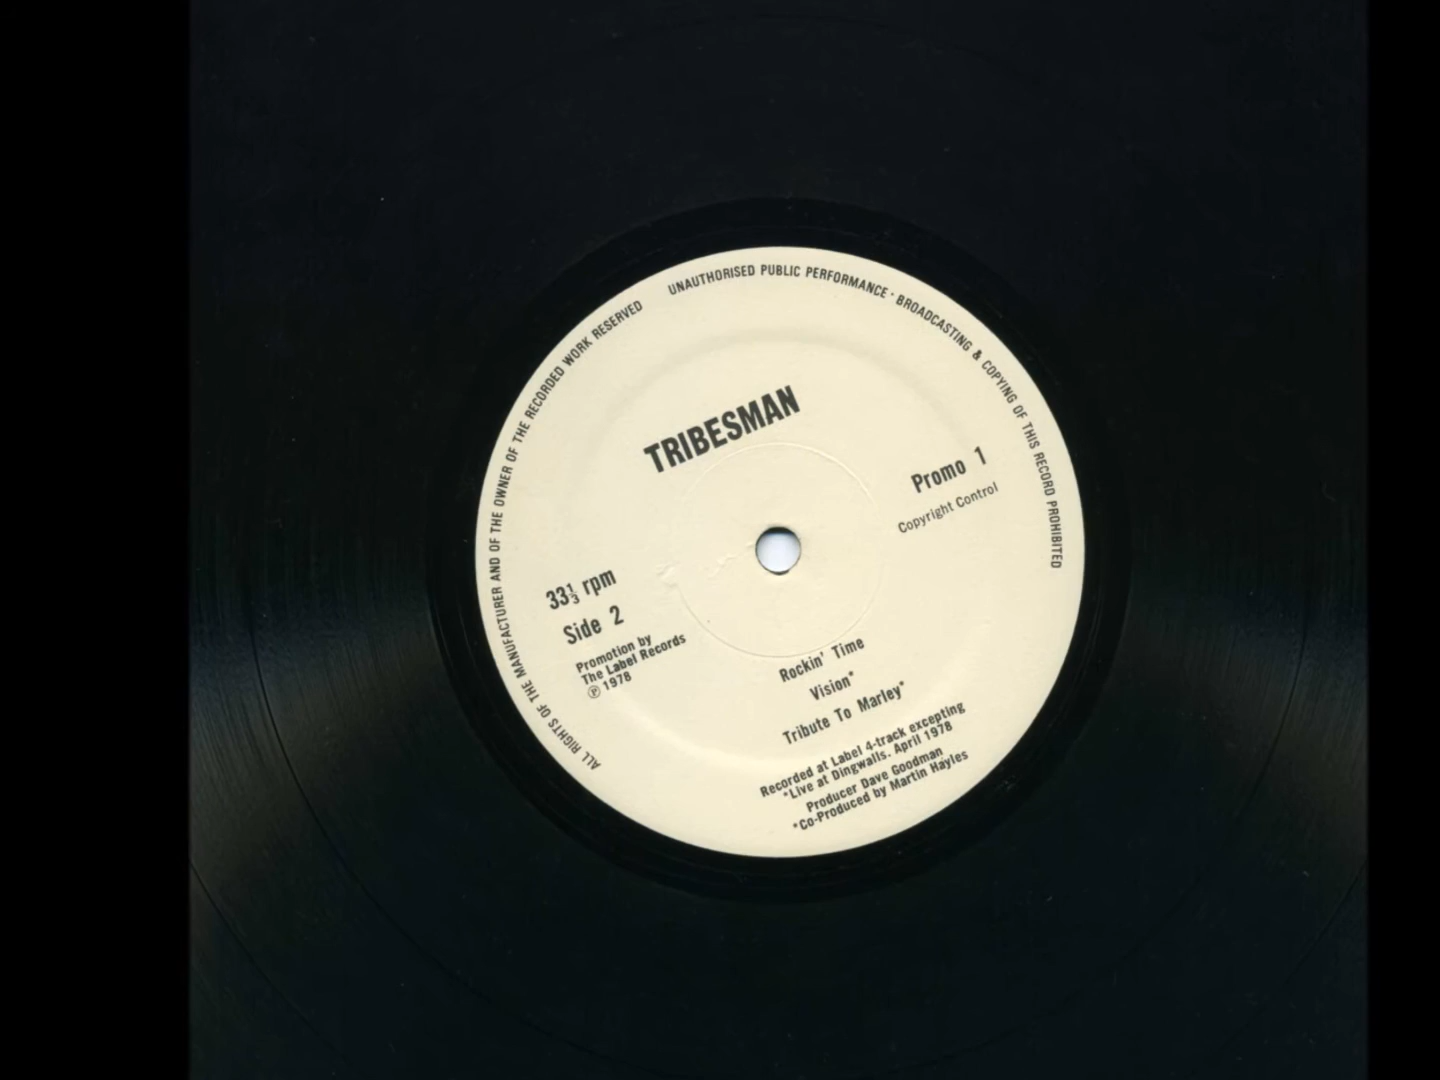 ALL RIGHTS OF THE MANUFACTURER AND OF THE OWNER OF THE RECORDED WORK RESERVED
UNAUTHORISED PUBLIC PERFORMANCE · BROADCASTING & COPYING OF THIS RECORD PROHIBITED
TRIBESMAN
Promo 1
Copyright Control
33⅓ rpm
Side 2
Promotion by
The Label Records
℗ 1978
Rockin' Time
Vision*
Tribute To Marley*
Recorded at Label 4-track excepting
*Live at Dingwalls. April 1978
Producer Dave Goodman
*Co-Produced by Martin Hayles